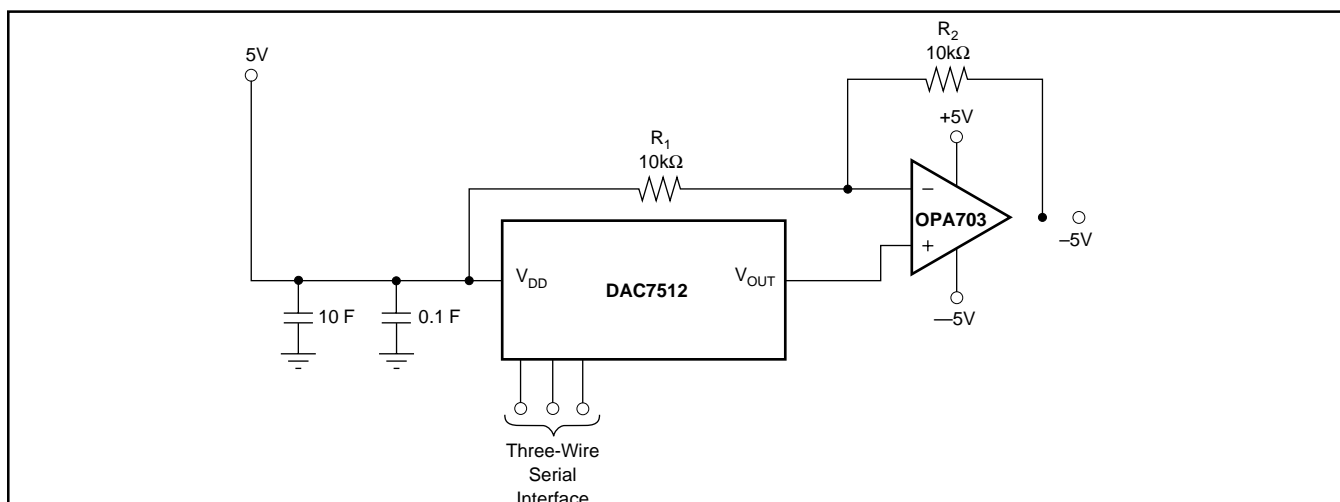 R2
10kΩ
5V
+5V
R1
10kΩ
–
OPA703
+
–5V
VDD
DAC7512
VOUT
—5V
10 F
0.1 F
Three-Wire
Serial
Interface